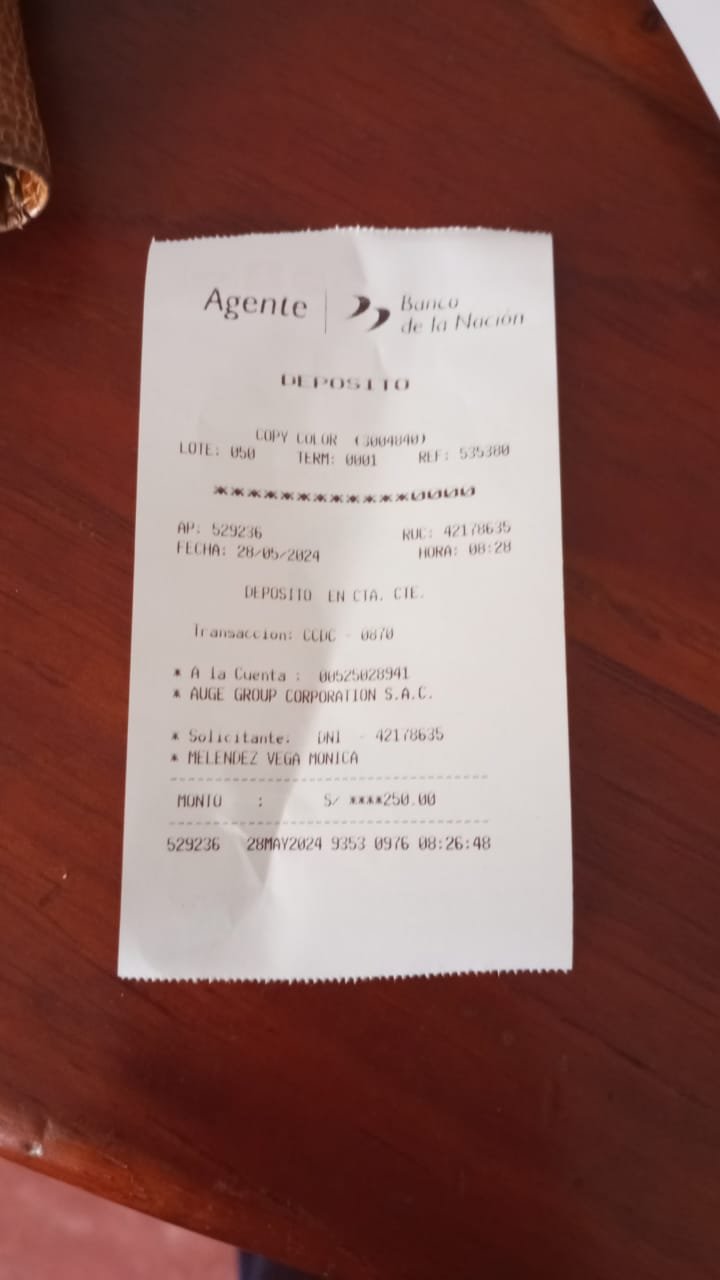 Agente | Banco
de la Nación
DEPOSITO
COPY COLOR (3004840)
LOTE: 050 TERM: 0001 REF: 535380
************0000
AP: 529236 RUC: 42178635
FECHA: 28/05/2024 HORA: 08:28
DEPOSITO EN CTA. CTE.
Transaccion: CCDC - 0870
* A la Cuenta : 00525028941
* AUGE GROUP CORPORATION S.A.C.
* Solicitante: DNI - 42178635
* MELENDEZ VEGA MONICA
MONTO : S/ ****250.00
529236 28MAY2024 9353 0976 08:26:48